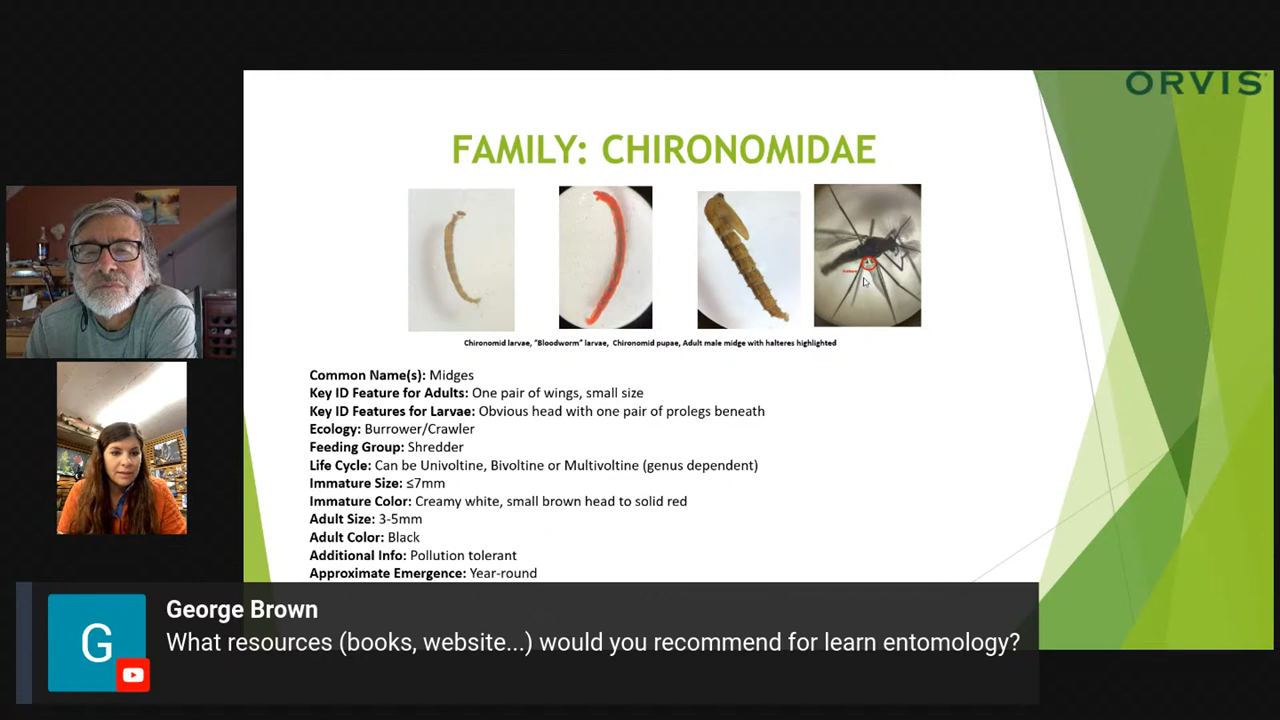 ORVIS
FAMILY: CHIRONOMIDAE
Chironomid larvae, “Bloodworm” larvae,  Chironomid pupae, Adult male midge with halteres highlighted
Common Name(s): Midges
Key ID Feature for Adults: One pair of wings, small size
Key ID Features for Larvae: Obvious head with one pair of prolegs beneath
Ecology: Burrower/Crawler
Feeding Group: Shredder
Life Cycle: Can be Univoltine, Bivoltine or Multivoltine (genus dependent)
Immature Size: ≤7mm
Immature Color: Creamy white, small brown head to solid red
Adult Size: 3-5mm
Adult Color: Black
Additional Info: Pollution tolerant
Approximate Emergence: Year-round
G
George Brown
What resources (books, website...) would you recommend for learn entomology?